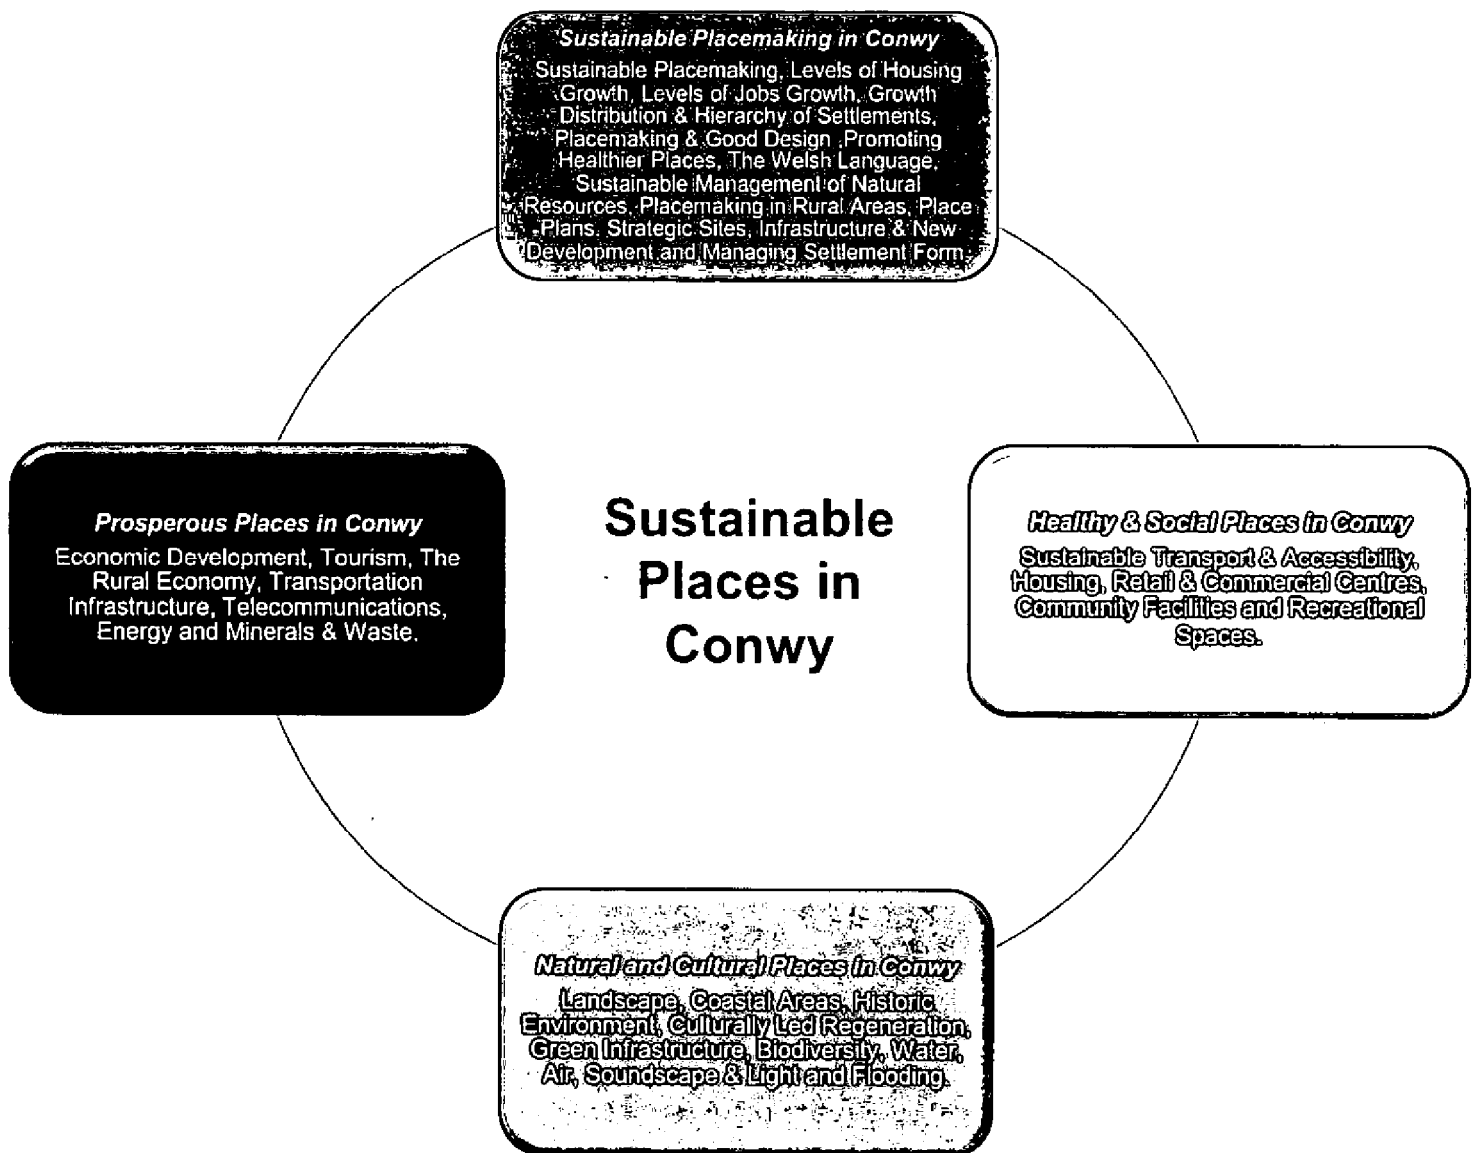 Sustainable Placemaking in Conwy
Sustainable Placemaking, Levels of Housing
Growth, Levels of Jobs Growth, Growth
Distribution & Hierarchy of Settlements,
Placemaking & Good Design ,Promoting
Healthier Places, The Welsh Language,
Sustainable Management of Natural
Resources, Placemaking in Rural Areas, Place
Plans, Strategic Sites, Infrastructure & New
Development and Managing Settlement Form
Prosperous Places in Conwy
Economic Development, Tourism, The
Rural Economy, Transportation
Infrastructure, Telecommunications,
Energy and Minerals & Waste.
Sustainable
Places in
Conwy
Healthy & Social Places in Conwy
Sustainable Transport & Accessibility,
Housing, Retail & Commercial Centres,
Community Facilities and Recreational
Spaces.
Natural and Cultural Places in Conwy
Landscape, Coastal Areas, Historic
Environment, Culturally Led Regeneration,
Green Infrastructure, Biodiversity, Water,
Air, Soundscape & Light and Flooding.